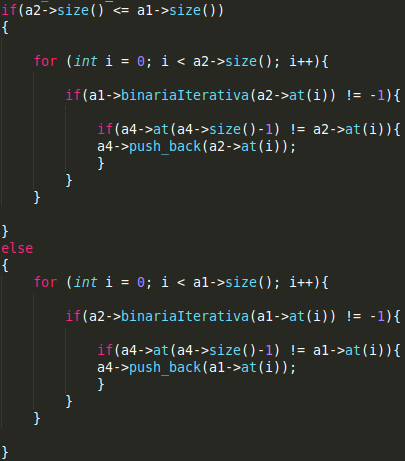 if(a2->size() <= a1->size())
{
for (int i = 0; i < a2->size(); i++){
if(a1->binariaIterativa(a2->at(i)) != -1){
if(a4->at(a4->size()-1) != a2->at(i)){
a4->push_back(a2->at(i));
}
}
}
}
else
{
for (int i = 0; i < a1->size(); i++){
if(a2->binariaIterativa(a1->at(i)) != -1){
if(a4->at(a4->size()-1) != a1->at(i)){
a4->push_back(a1->at(i));
}
}
}
}